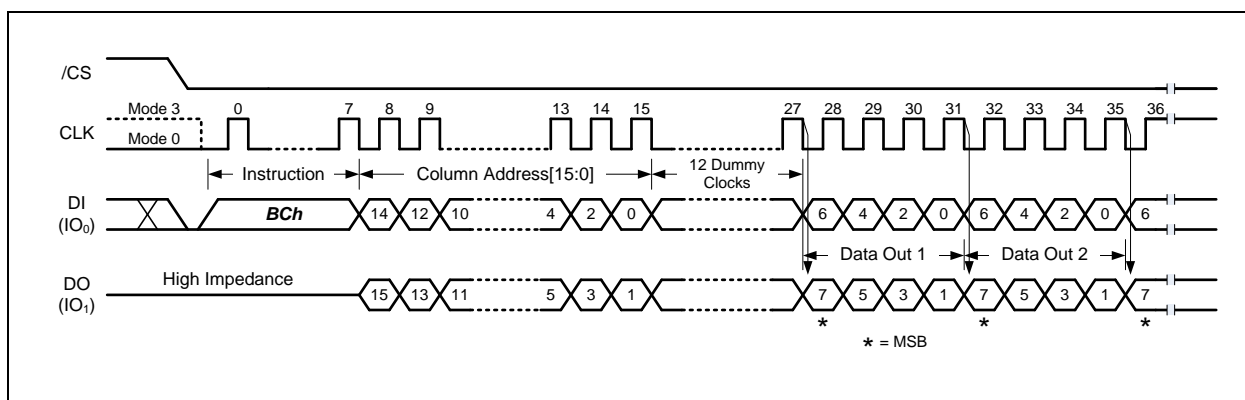 /CS
Mode 3 0 7 8 9 13 14 15 27 28 29 30 31 32 33 34 35 36
CLK
Mode 0
Instruction Column Address[15:0] 12 Dummy
Clocks
DI
(IO₀)
BCh 14 12 10 4 2 0 6 4 2 0 6 4 2 0 6
Data Out 1 Data Out 2
High Impedance
DO
(IO₁)
15 13 11 5 3 1 7 5 3 1 7 5 3 1 7
* * *
* = MSB